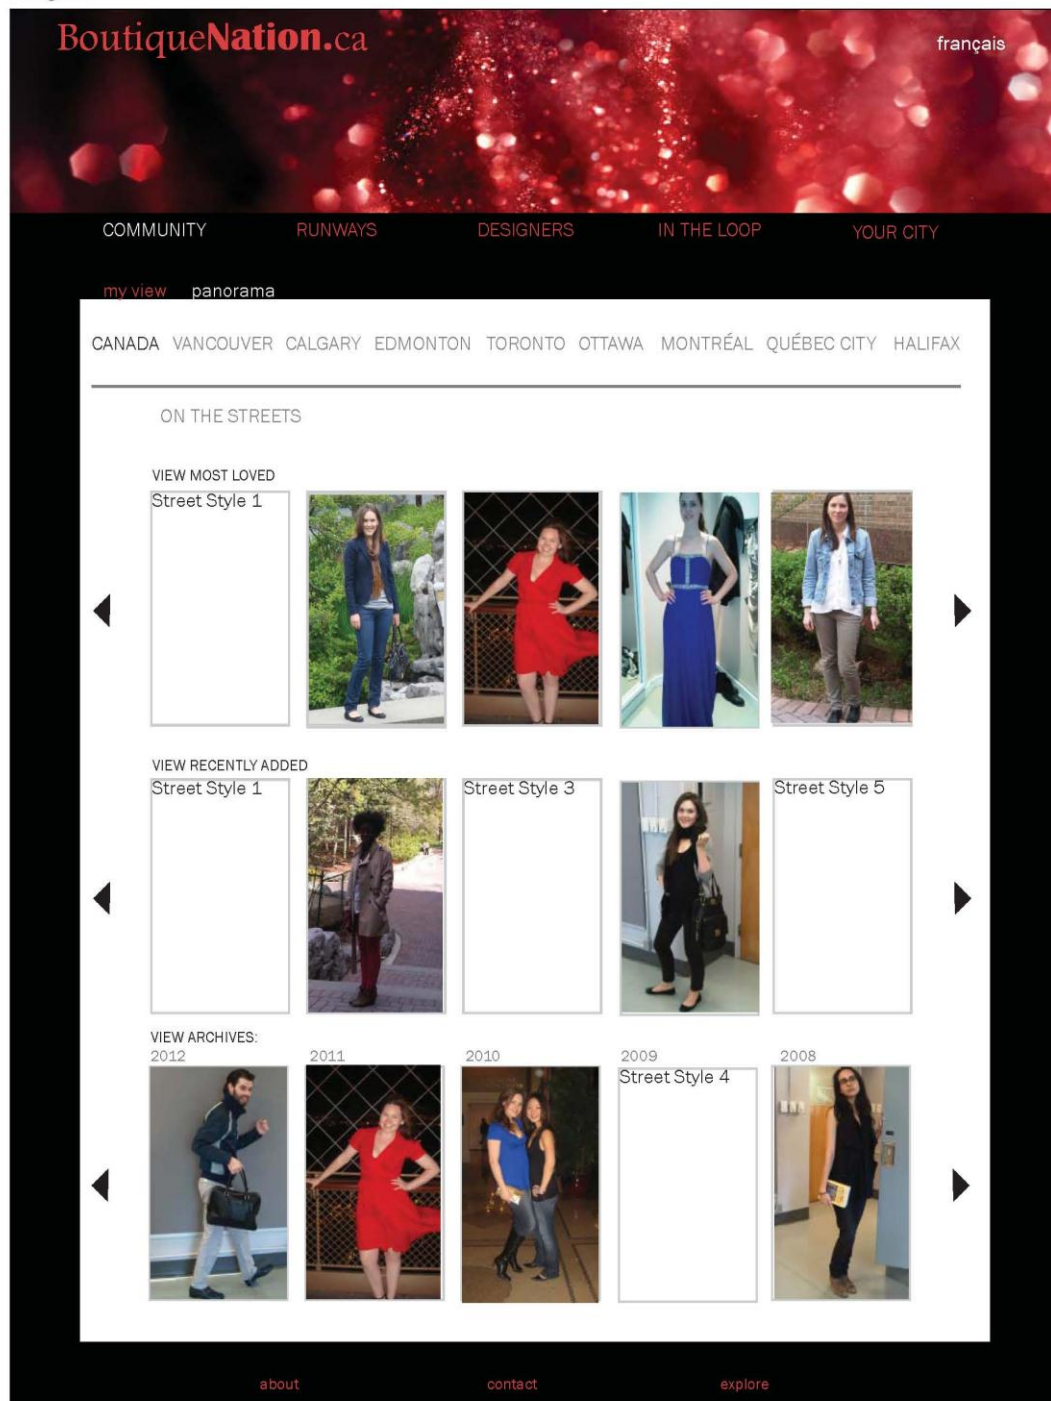 BoutiqueNation.ca
français
COMMUNITY RUNWAYS DESIGNERS IN THE LOOP YOUR CITY
my view panorama
CANADA VANCOUVER CALGARY EDMONTON TORONTO OTTAWA MONTRÉAL QUÉBEC CITY HALIFAX
ON THE STREETS
VIEW MOST LOVED
Street Style 1
VIEW RECENTLY ADDED
Street Style 1 Street Style 3 Street Style 5
VIEW ARCHIVES:
2012 2011 2010 2009 2008
Street Style 4
about contact explore